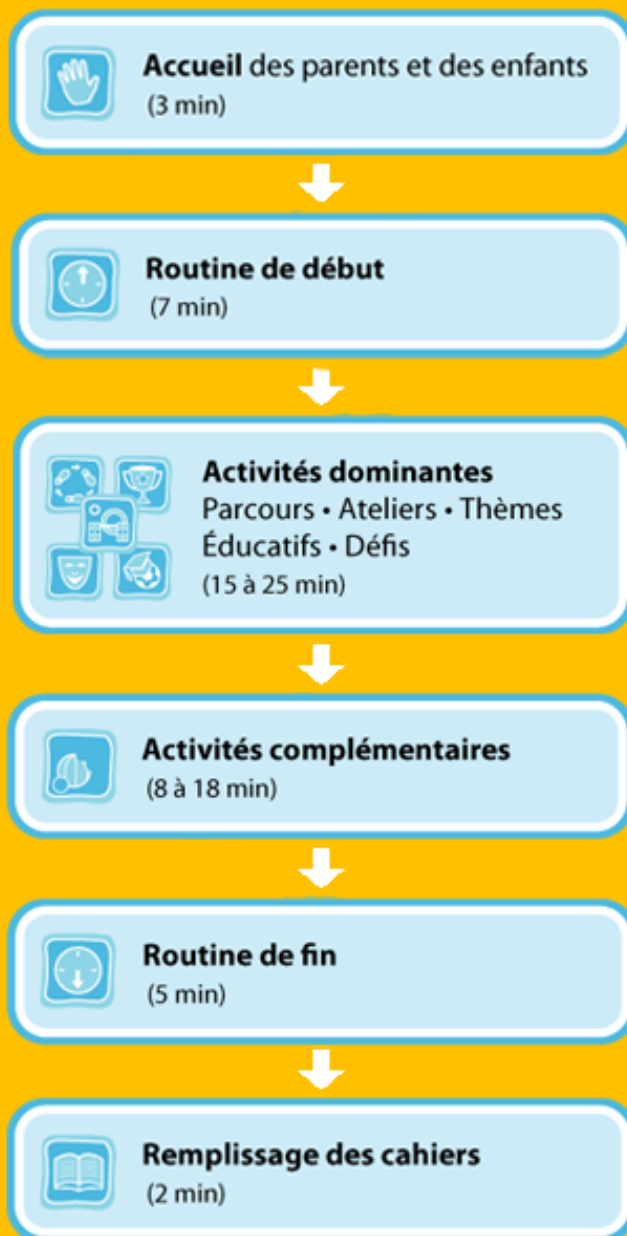 Accueil des parents et des enfants
(3 min)
Routine de début
(7 min)
Activités dominantes
Parcours • Ateliers • Thèmes
Éducatifs • Défis
(15 à 25 min)
Activités complémentaires
(8 à 18 min)
Routine de fin
(5 min)
Remplissage des cahiers
(2 min)